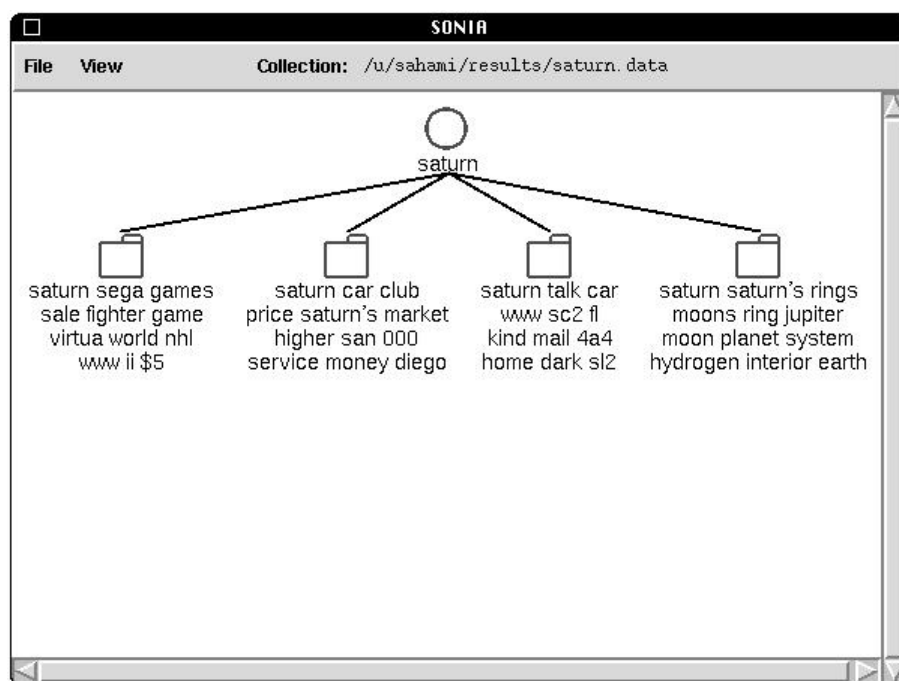 SONIA
File View Collection: /u/sahami/results/saturn.data
saturn
saturn sega games
sale fighter game
virtua world nhl
www ii $5
saturn car club
price saturn's market
higher san 000
service money diego
saturn talk car
www sc2 fl
kind mail 4a4
home dark sl2
saturn saturn's rings
moons ring jupiter
moon planet system
hydrogen interior earth